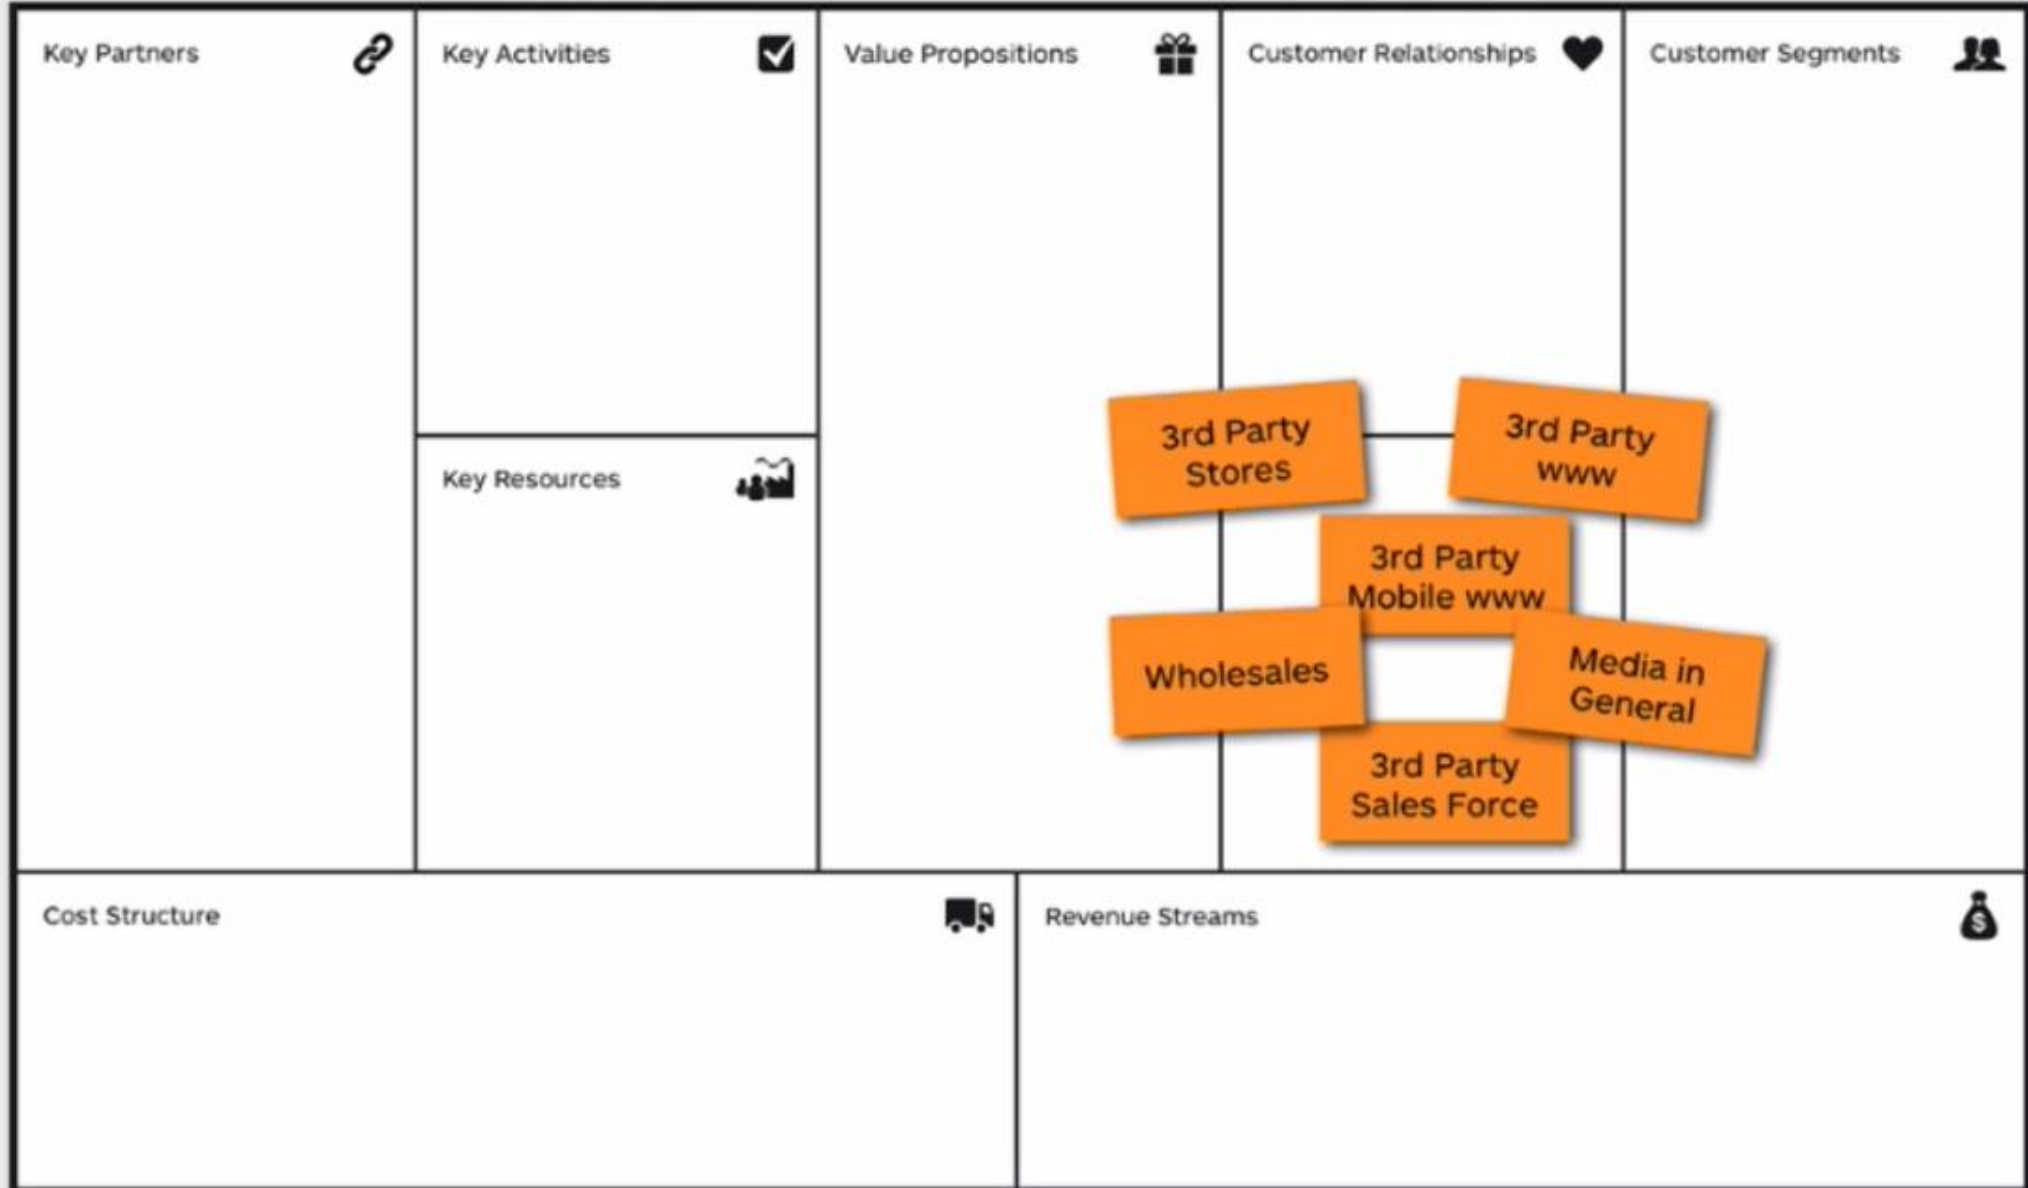 Key Partners
Key Activities
Value Propositions
Customer Relationships
Customer Segments
Key Resources
3rd Party
Stores
3rd Party
www
3rd Party
Mobile www
Wholesales
Media in
General
3rd Party
Sales Force
Cost Structure
Revenue Streams
$